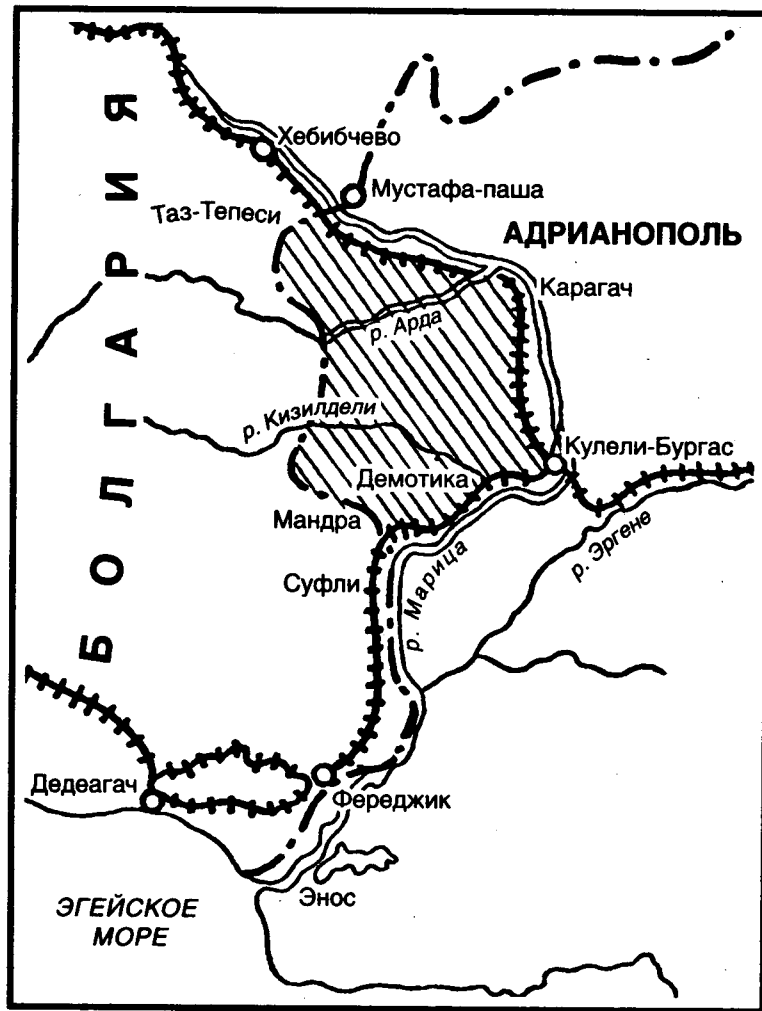 Хебибчево
Мустафа-паша
Таз-Тепеси
АДРИАНОПОЛЬ
Карагач
р. Арда
БОЛГАРИЯ
р. Кизилдели
Кулели-Бургас
Демотика
Мандра
р. Эргене
Суфли
р. Марица
Дедеагач
Фереджик
Энос
ЭГЕЙСКОЕ
МОРЕ